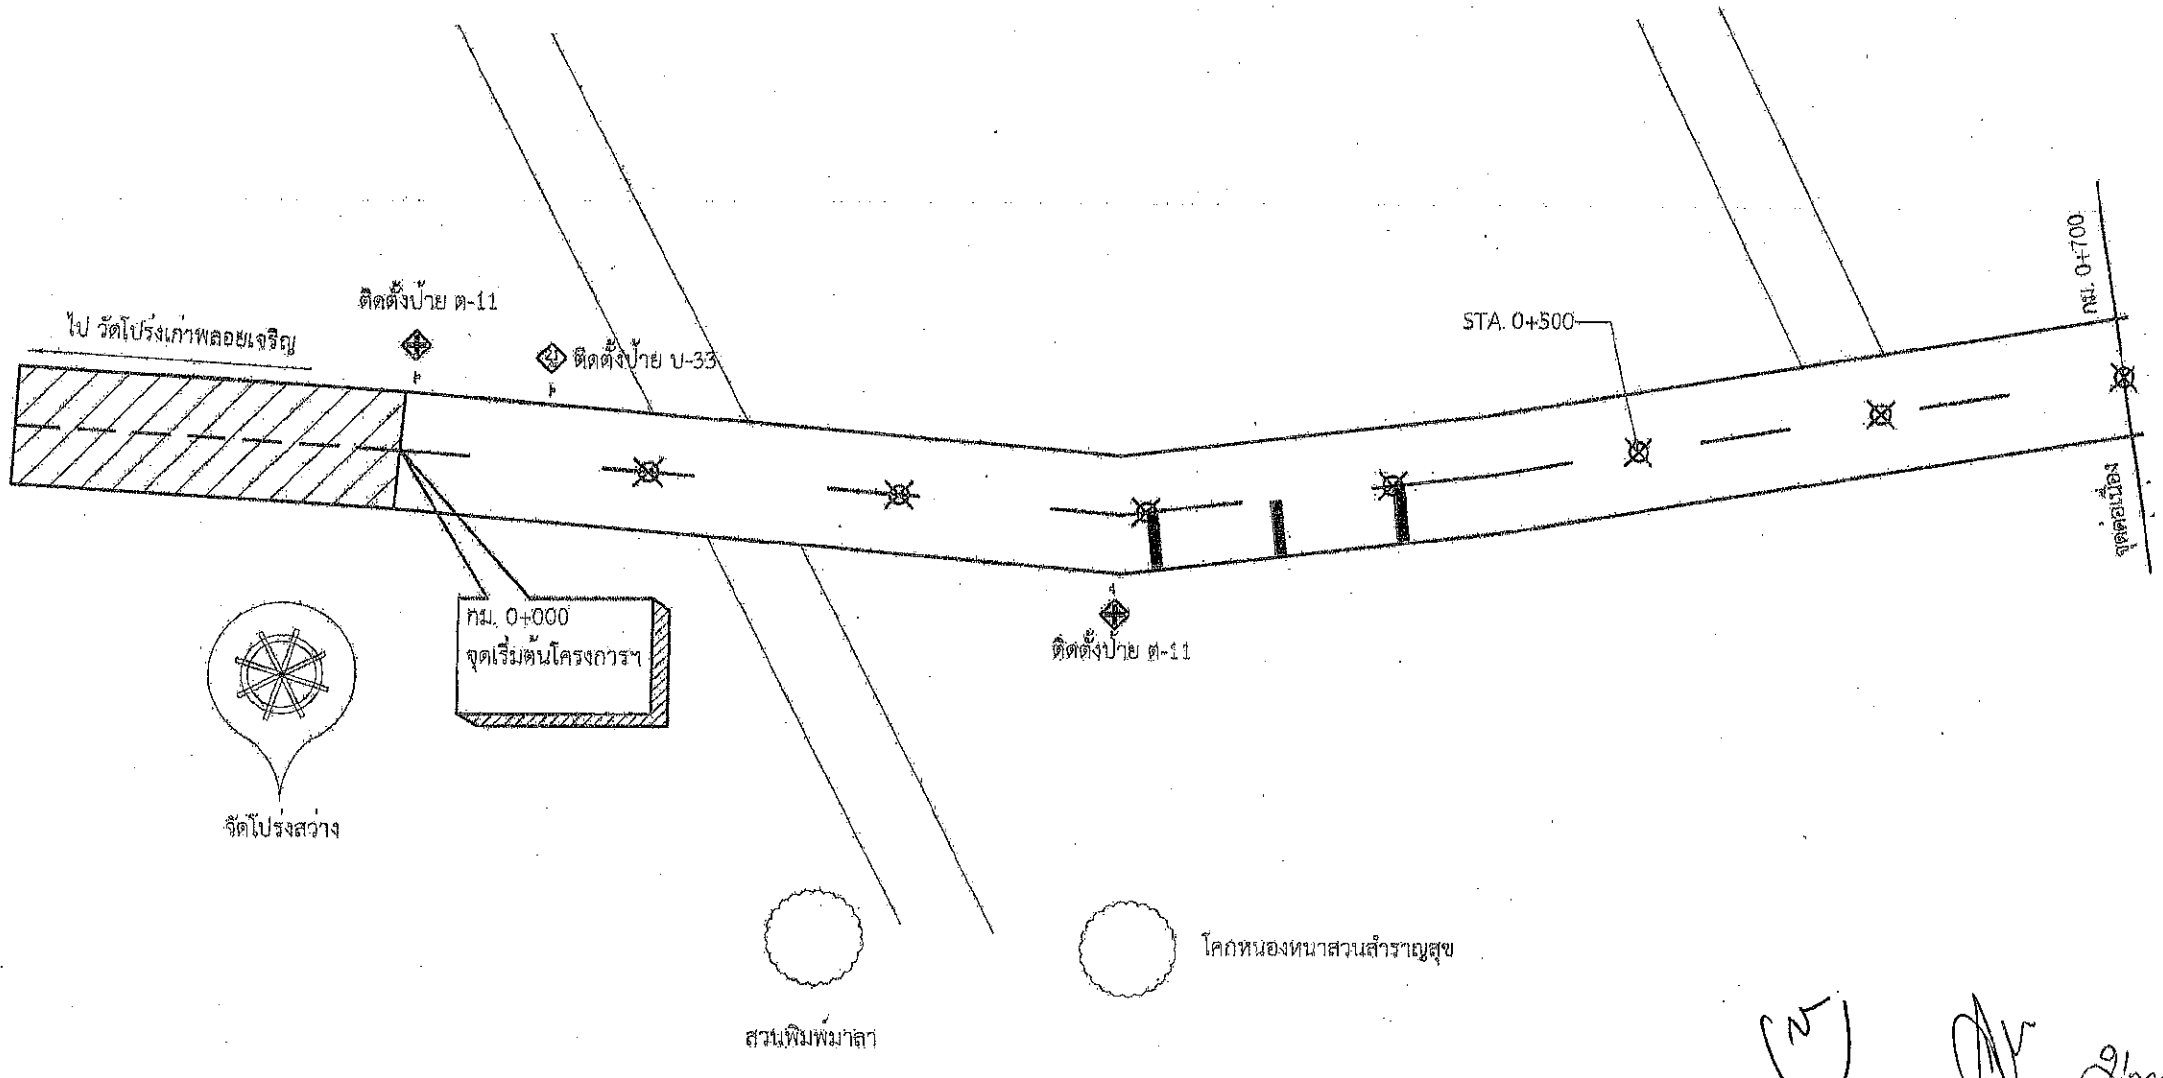 ติดตั้งป้าย ต-11
ไป วัดโปร่งเก่าพลอยเจริญ
ติดตั้งป้าย บ-33
STA. 0+500
กม. 0+700
จุดต่อเนื่อง
กม. 0+000
จุดเริ่มต้นโครงการฯ
ติดตั้งป้าย ต-11
จัดโปร่งสว่าง
โคกหนองหนาสวนสำราญสุข
สวนพิมพ์มาลา